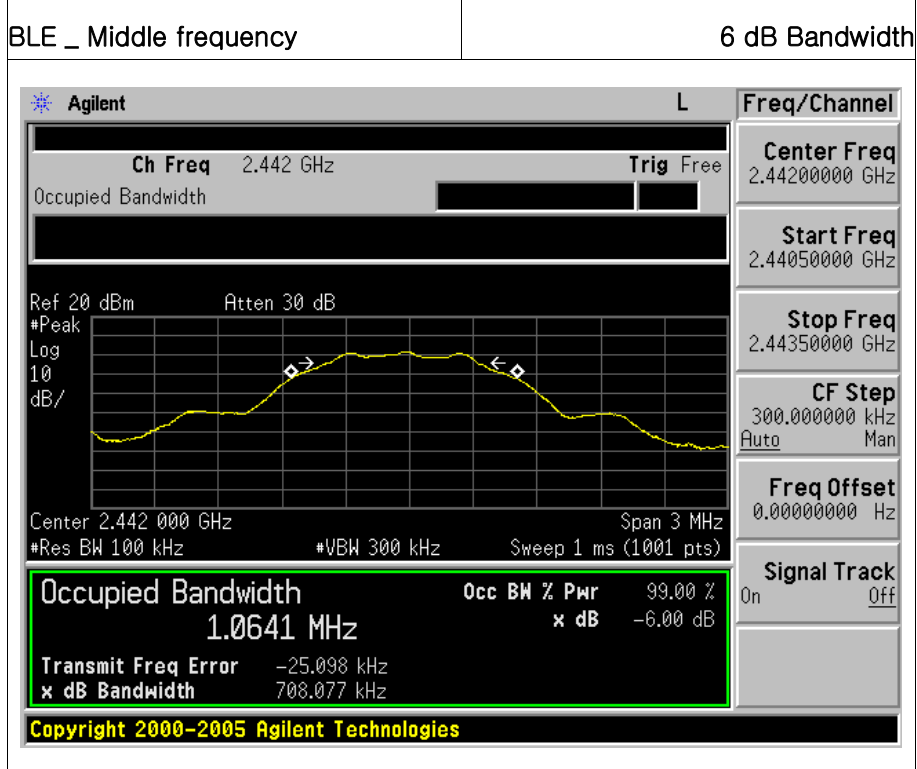 BLE _ Middle frequency
6 dB Bandwidth
Agilent
L
Freq/Channel
Ch Freq 2.442 GHz
Trig Free
Occupied Bandwidth
Center Freq
2.44200000 GHz
Start Freq
2.44050000 GHz
Stop Freq
2.44350000 GHz
CF Step
300.000000 kHz
Auto Man
Freq Offset
0.00000000 Hz
Signal Track
On Off
Ref 20 dBm Atten 30 dB
#Peak
Log
10
dB/
Center 2.442 000 GHz Span 3 MHz
#Res BW 100 kHz #VBW 300 kHz Sweep 1 ms (1001 pts)
Occupied Bandwidth
1.0641 MHz
Occ BW % Pwr 99.00 %
x dB -6.00 dB
Transmit Freq Error -25.098 kHz
x dB Bandwidth 708.077 kHz
Copyright 2000-2005 Agilent Technologies